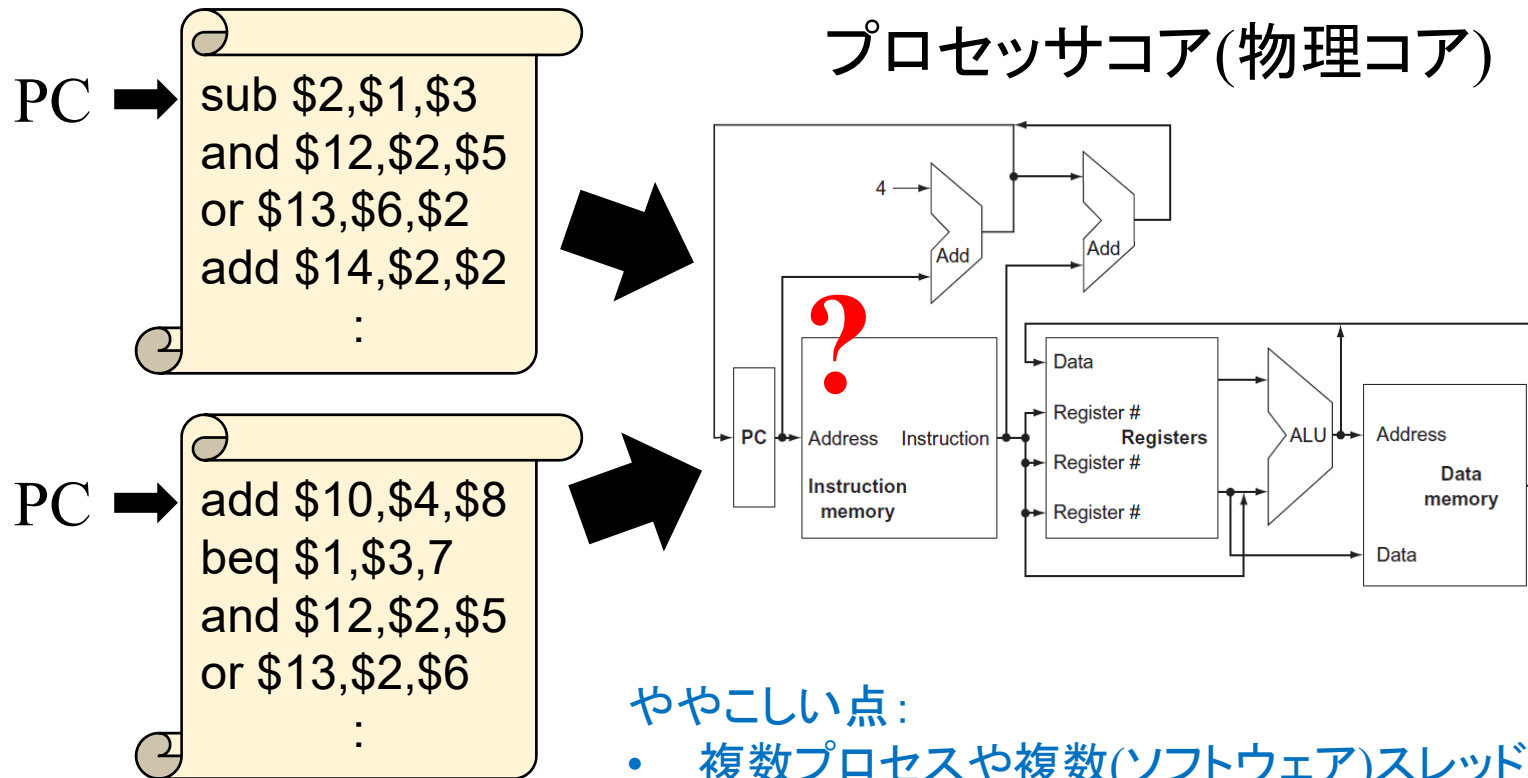 プロセッサコア(物理コア)
PC
sub $2,$1,$3
and $12,$2,$5
or $13,$6,$2
add $14,$2,$2
:
PC
add $10,$4,$8
beq $1,$3,7
and $12,$2,$5
or $13,$2,$6
:
4
Add
Add
?
PC
Address
Instruction
Instruction
memory
Data
Register #
Registers
Register #
Register #
ALU
Address
Data
memory
Data
ややこしい点：
• 複数プロセスや複数(ソフトウェア)スレッド